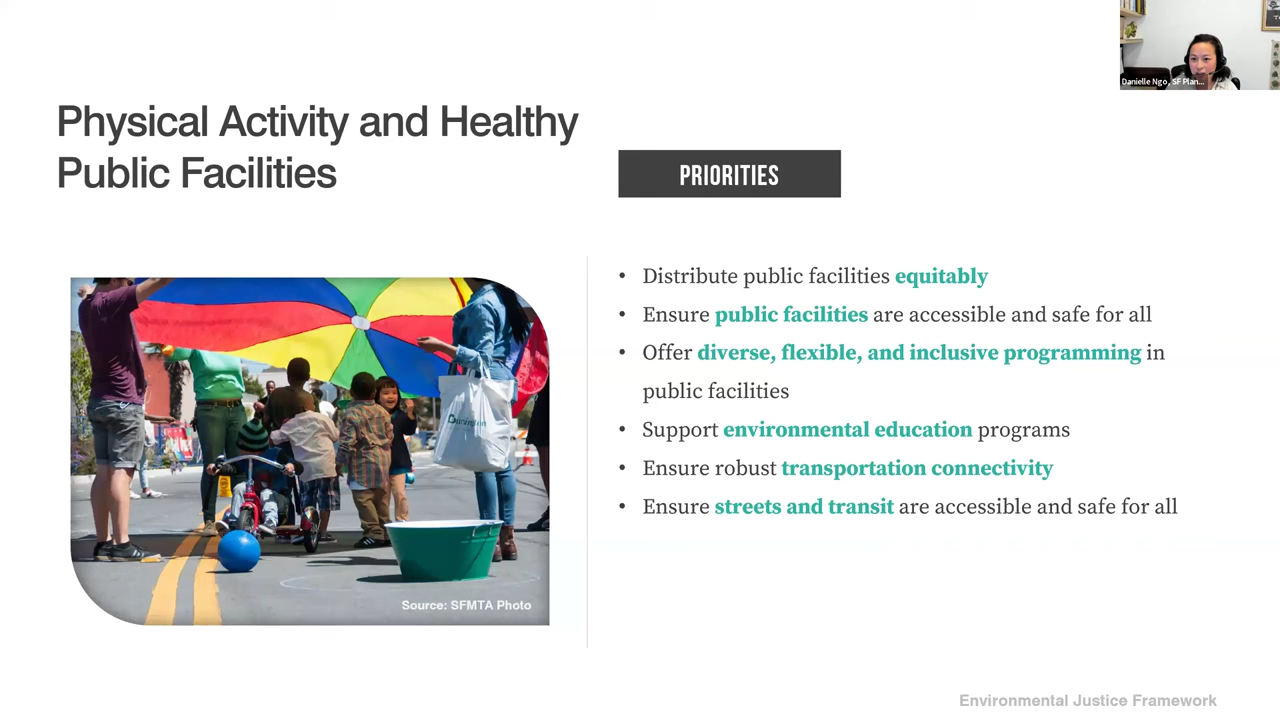 Danielle Ngo, SF Plan...
Physical Activity and Healthy
Public Facilities
PRIORITIES
• Distribute public facilities equitably
• Ensure public facilities are accessible and safe for all
• Offer diverse, flexible, and inclusive programming in
public facilities
• Support environmental education programs
• Ensure robust transportation connectivity
• Ensure streets and transit are accessible and safe for all
Source: SFMTA Photo
Environmental Justice Framework